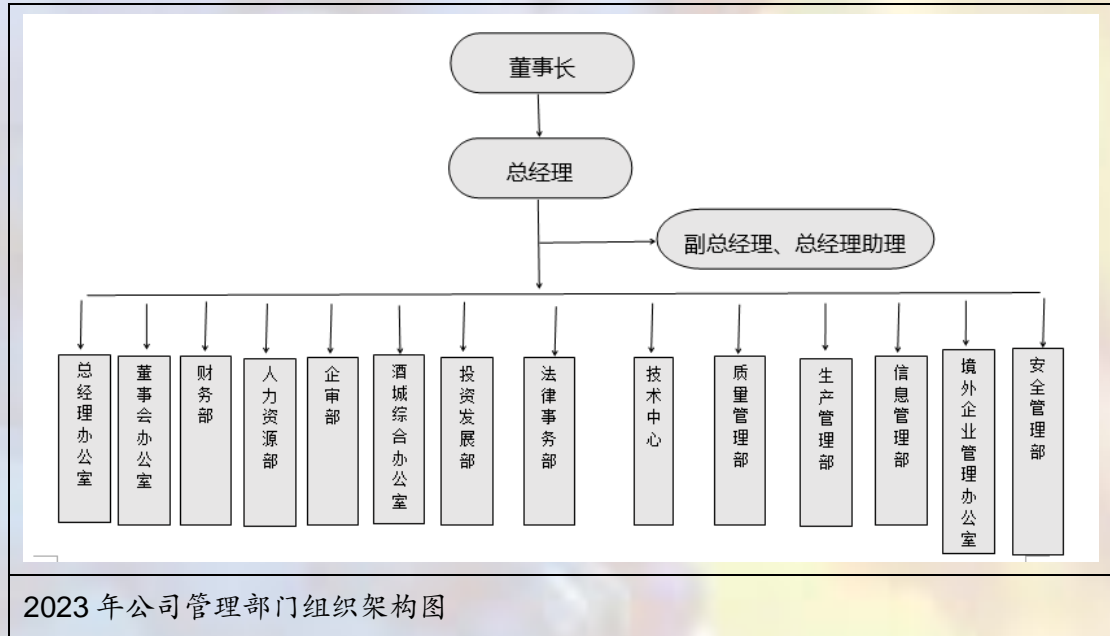 董事长
总经理
副总经理、总经理助理
总经理办公室
董事会办公室
财务部
人力资源部
企审部
酒城综合办公室
投资发展部
法律事务部
技术中心
质量管理部
生产管理部
信息管理部
境外企业管理办公室
安全管理部
2023 年公司管理部门组织架构图